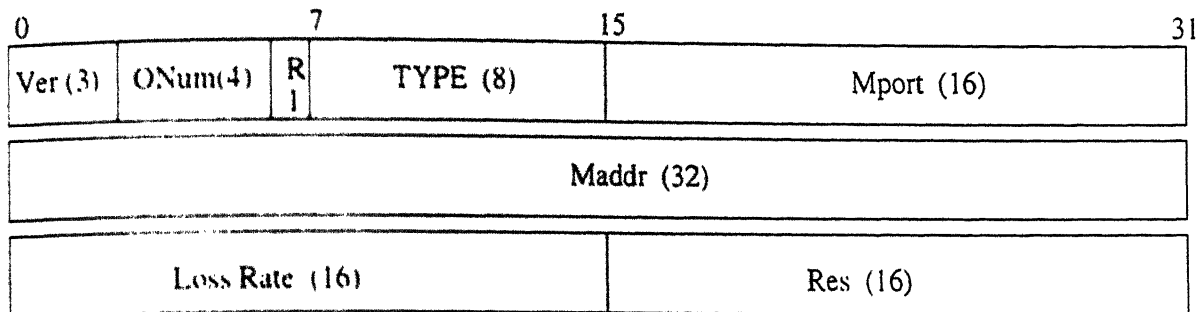 0 7 15 31
Ver (3) ONum(4) R 1 TYPE (8) Mport (16)
Maddr (32)
Loss Rate (16) Res (16)